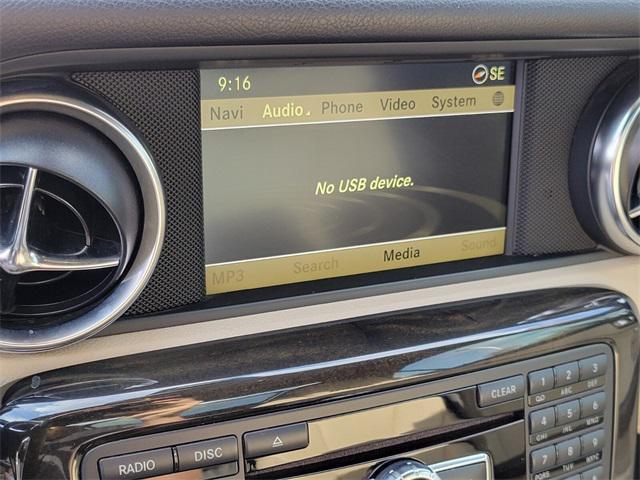 9:16 SE
Navi Audio Phone Video System
No USB device.
MP3 Search Media Sound
CLEAR
1 2 3
QD ABC DEF
4 5 6
GHI JKL MNO
7 8 9
PQRS TUV WXYZ
RADIO DISC